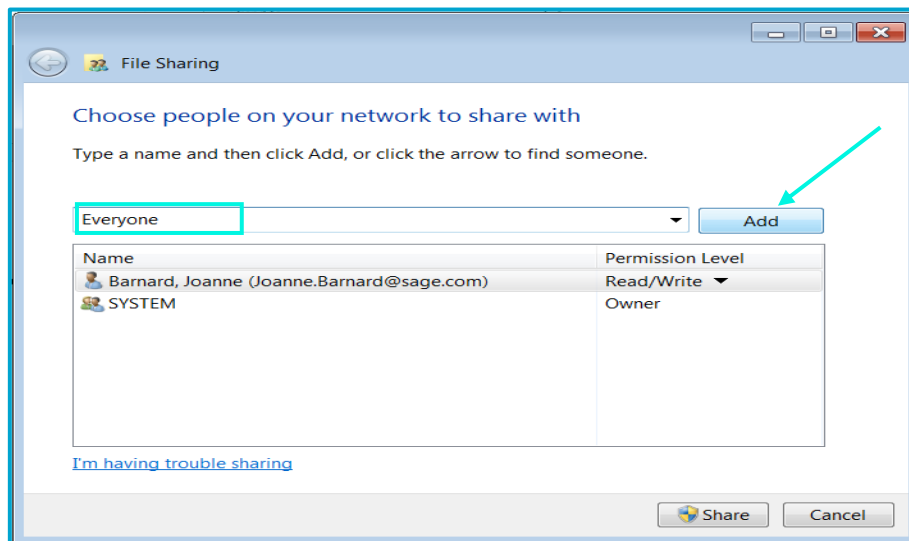 File Sharing
Choose people on your network to share with
Type a name and then click Add, or click the arrow to find someone.
Everyone
Add
Name Permission Level
Barnard, Joanne (Joanne.Barnard@sage.com) Read/Write
SYSTEM Owner
I'm having trouble sharing
Share Cancel